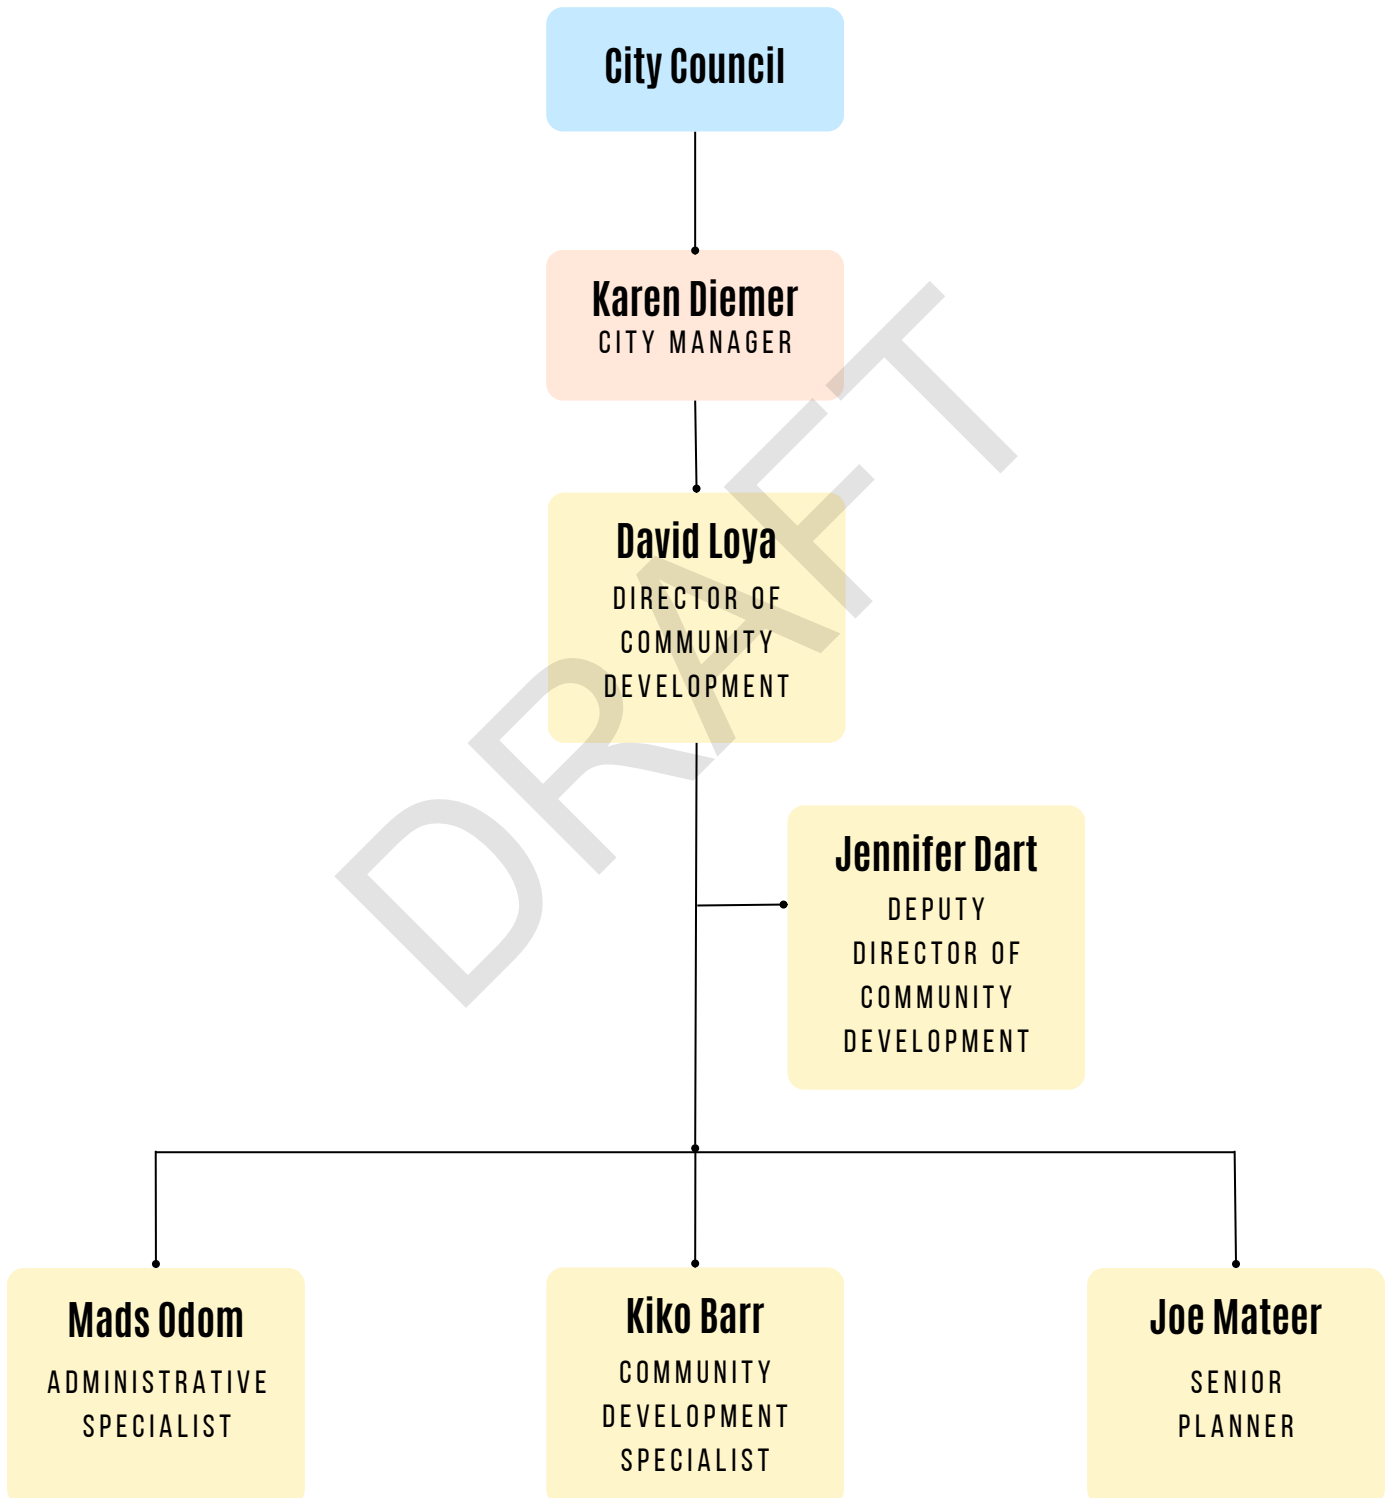 City Council
Karen Diemer
CITY MANAGER
David Loya
DIRECTOR OF
COMMUNITY
DEVELOPMENT
Jennifer Dart
DEPUTY
DIRECTOR OF
COMMUNITY
DEVELOPMENT
Mads Odom
ADMINISTRATIVE
SPECIALIST
Kiko Barr
COMMUNITY
DEVELOPMENT
SPECIALIST
Joe Mateer
SENIOR
PLANNER
DRAFT